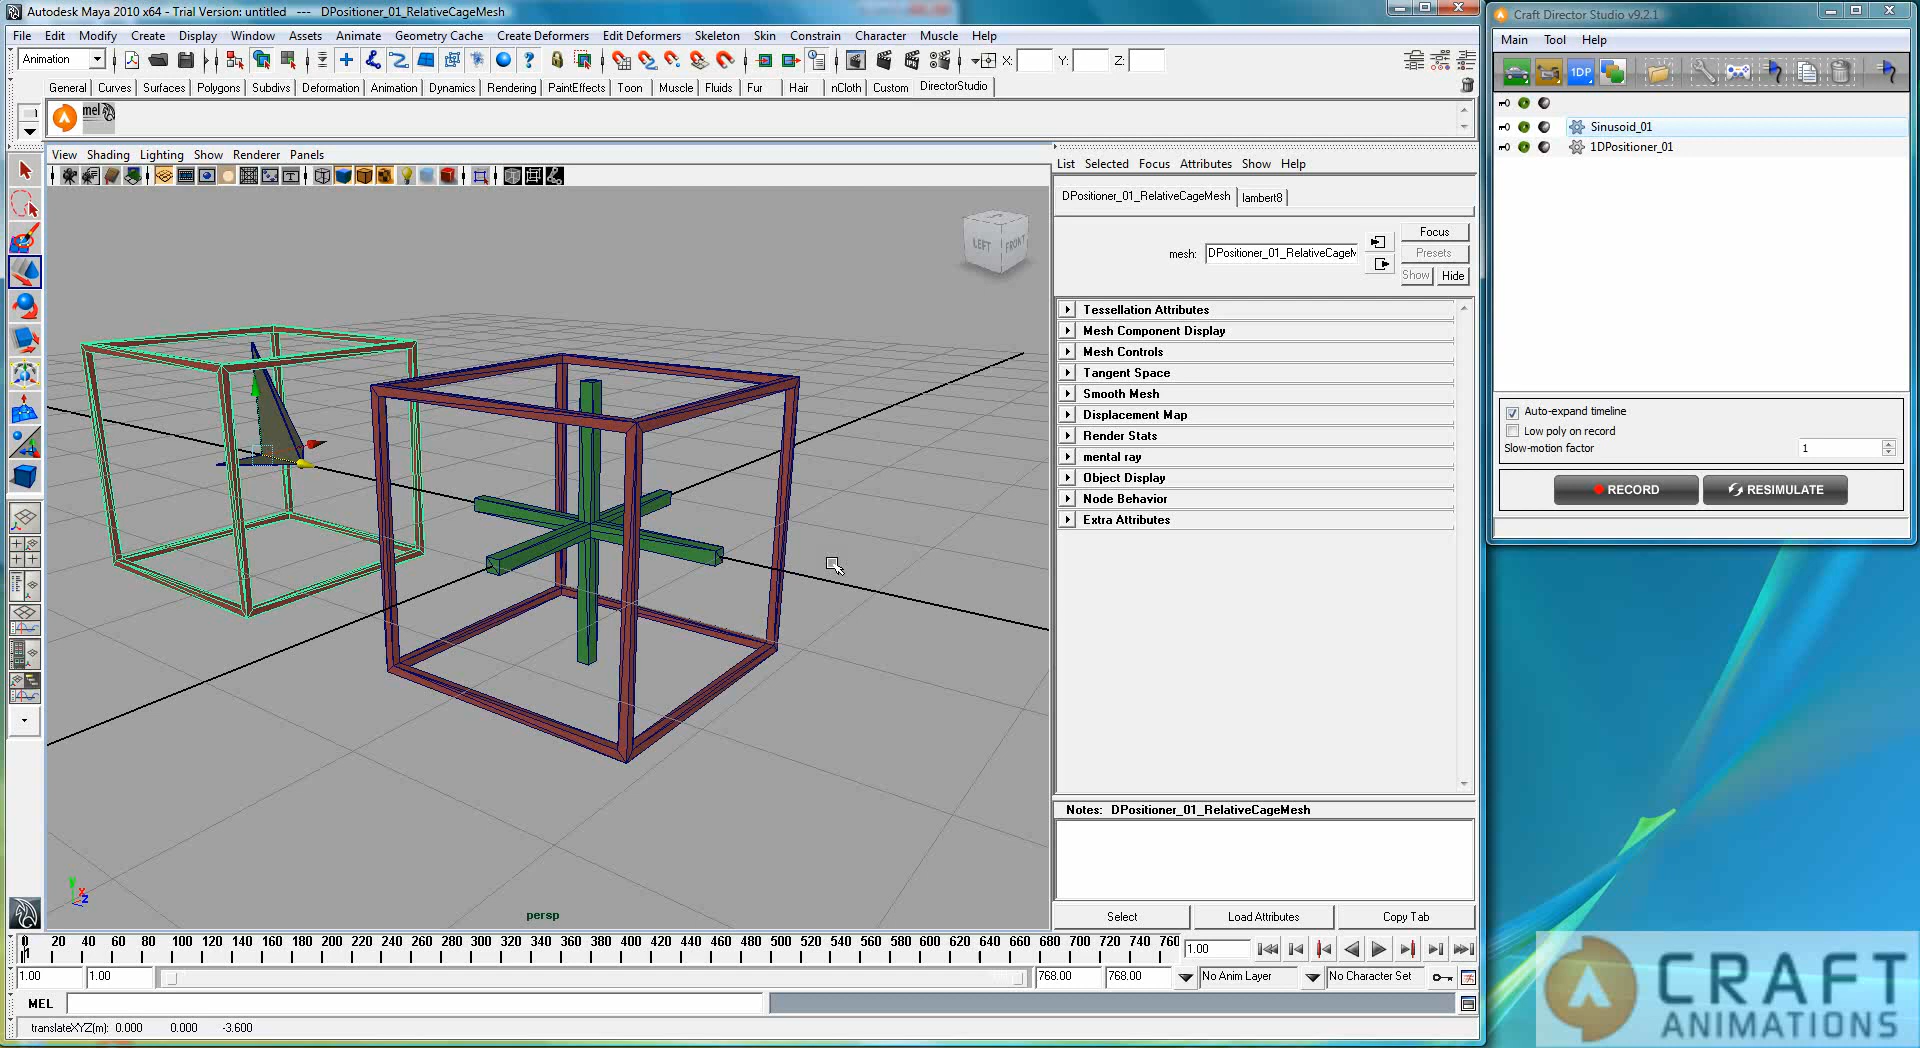 Autodesk Maya 2010 x64 - Trial Version: untitled   ---   DPositioner_01_RelativeCageMesh
File Edit Modify Create Display Window Assets Animate Geometry Cache Create Deformers Edit Deformers Skeleton Skin Constrain Character Muscle Help
Animation X: Y: Z:
General Curves Surfaces Polygons Subdivs Deformation Animation Dynamics Rendering PaintEffects Toon Muscle Fluids Fur Hair nCloth Custom DirectorStudio
mel
View Shading Lighting Show Renderer Panels
LEFT FRONT
persp
y x z
List Selected Focus Attributes Show Help
DPositioner_01_RelativeCageMesh lambert8
mesh: DPositioner_01_RelativeCageM
Focus
Presets
Show Hide
Tessellation Attributes
Mesh Component Display
Mesh Controls
Tangent Space
Smooth Mesh
Displacement Map
Render Stats
mental ray
Object Display
Node Behavior
Extra Attributes
Notes: DPositioner_01_RelativeCageMesh
Select Load Attributes Copy Tab
20 40 60 80 100 120 140 160 180 200 220 240 260 280 300 320 340 360 380 400 420 440 460 480 500 520 540 560 580 600 620 640 660 680 700 720 740 760 1.00
1.00 1.00 768.00 768.00 No Anim Layer No Character Set
MEL
translateXYZ(m): 0.000 0.000 -3.600
Craft Director Studio v9.2.1
Main Tool Help
1DP
Sinusoid_01
1DPositioner_01
Auto-expand timeline
Low poly on record
Slow-motion factor 1
RECORD RESIMULATE
CRAFT
ANIMATIONS